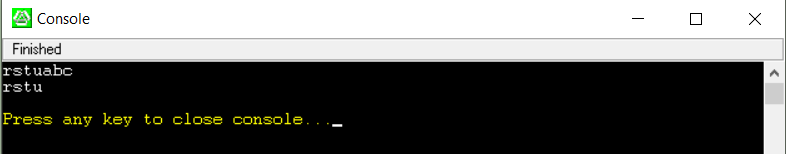 Console
Finished
rstuabc
rstu
Press any key to close console..._